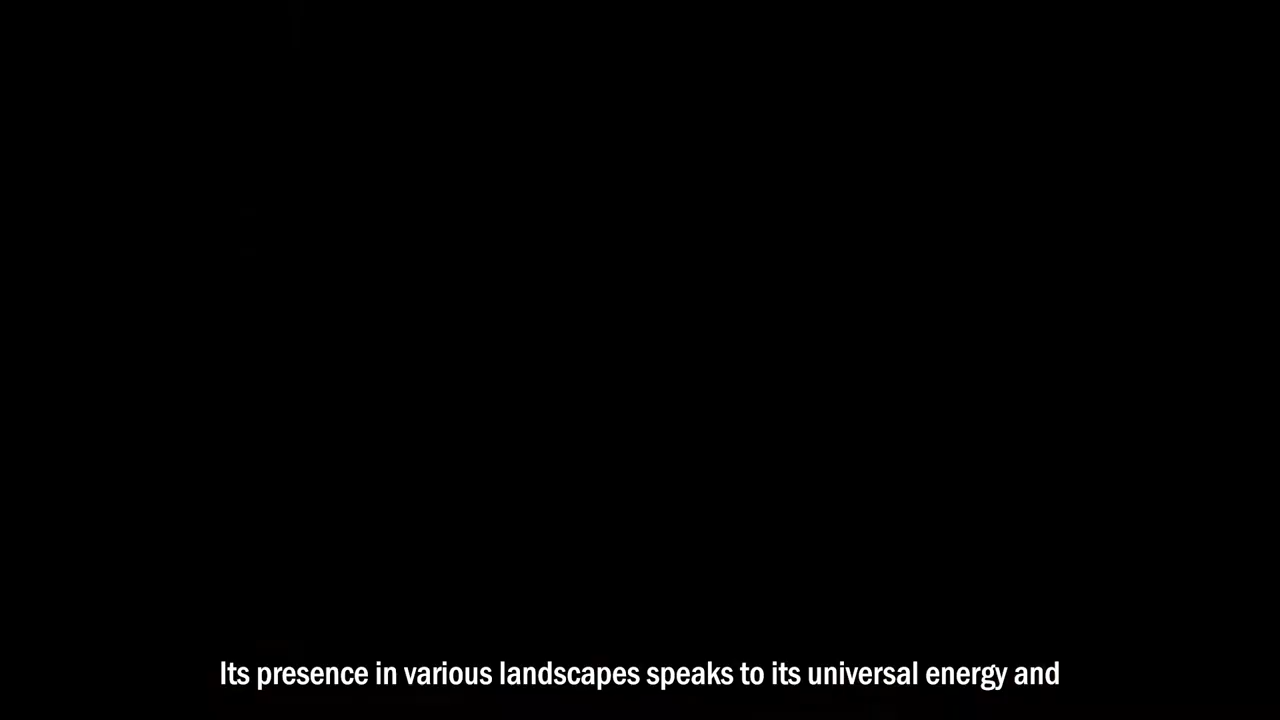 Its presence in various landscapes speaks to its universal energy and